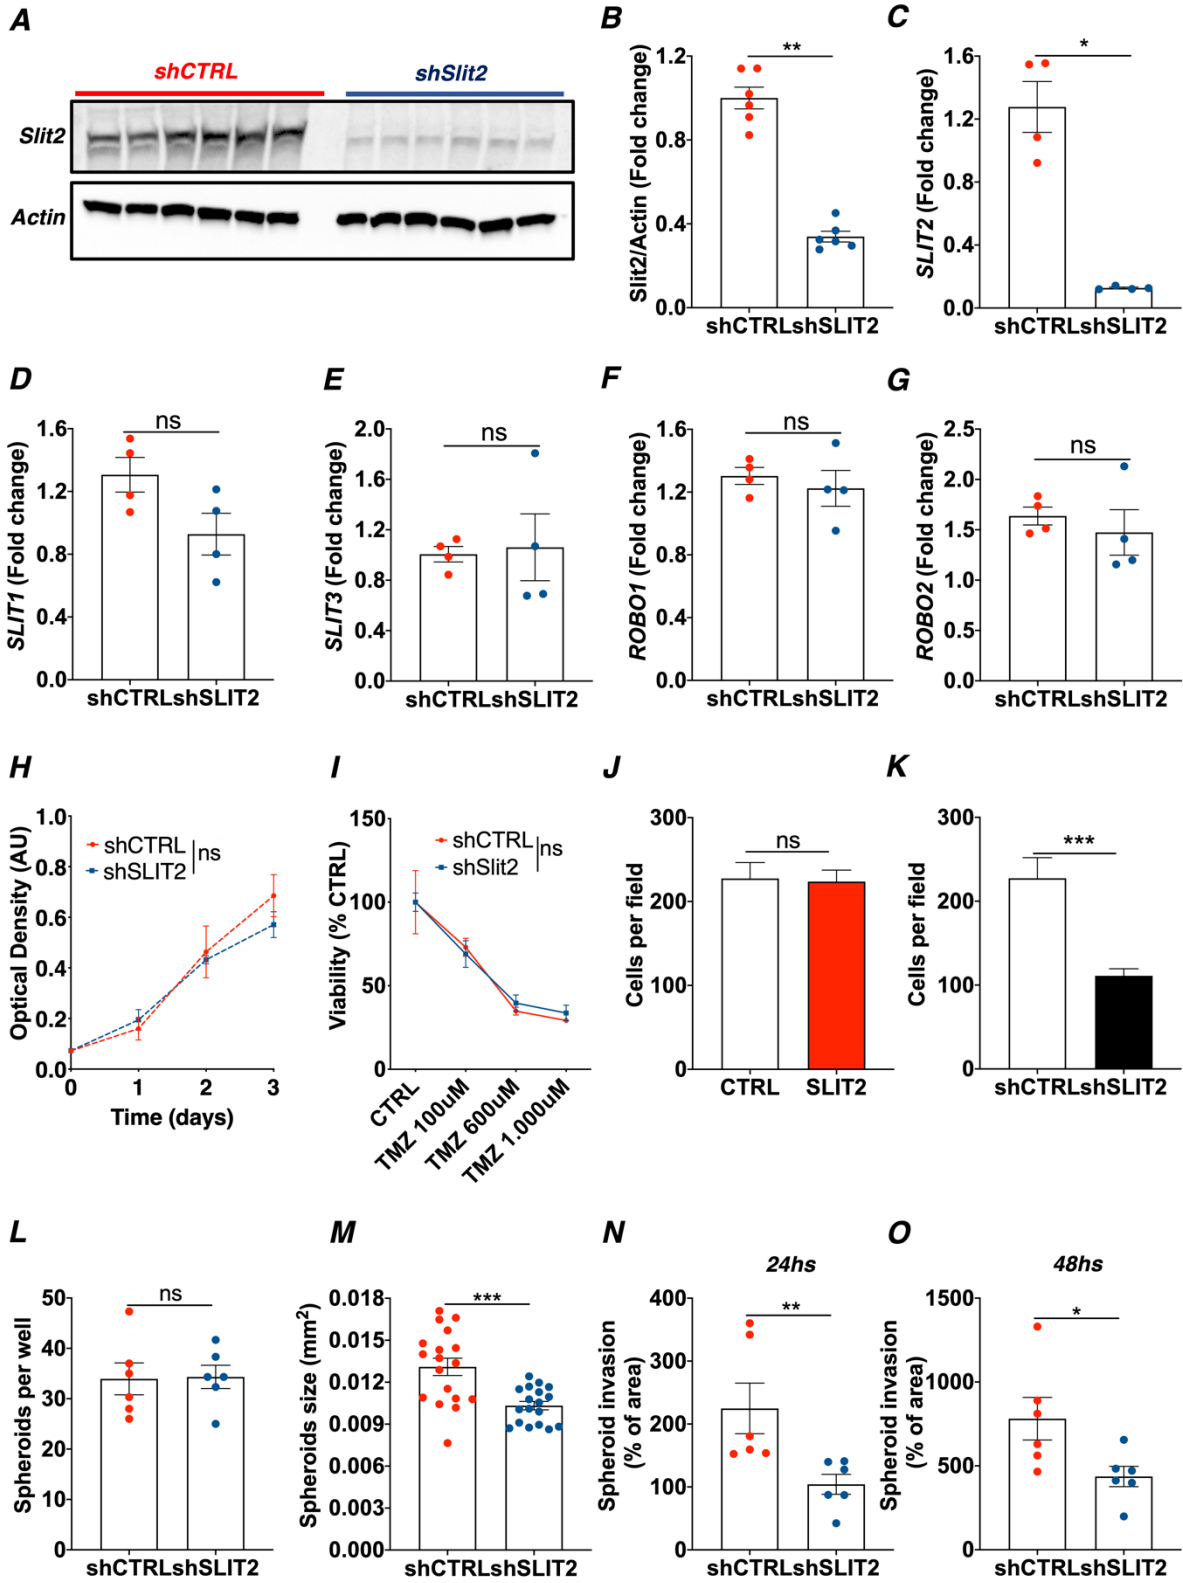 A
shCTRL
shSlit2
Slit2
Actin
B
Slit2/Actin (Fold change)
1.2
0.8
0.4
0.0
**
shCTRL shSLIT2
C
SLIT2 (Fold change)
1.6
1.2
0.8
0.4
0.0
*
shCTRL shSLIT2
D
SLIT1 (Fold change)
1.6
1.2
0.8
0.4
0.0
ns
shCTRL shSLIT2
E
SLIT3 (Fold change)
2.0
1.6
1.2
0.8
0.4
0.0
ns
shCTRL shSLIT2
F
ROBO1 (Fold change)
1.6
1.2
0.8
0.4
0.0
ns
shCTRL shSLIT2
G
ROBO2 (Fold change)
2.5
2.0
1.5
1.0
0.5
0.0
ns
shCTRL shSLIT2
H
Optical Density (AU)
1.0
0.8
0.6
0.4
0.2
0.0
shCTRL
shSLIT2
ns
0 1 2 3
Time (days)
I
Viability (% CTRL)
150
100
50
0
shCTRL
shSlit2
ns
CTRL
TMZ 100uM
TMZ 600uM
TMZ 1.000uM
J
Cells per field
300
200
100
0
ns
CTRL SLIT2
K
Cells per field
300
200
100
0
***
shCTRL shSLIT2
L
Spheroids per well
50
40
30
20
10
0
ns
shCTRL shSLIT2
M
Spheroids size (mm²)
0.018
0.015
0.012
0.009
0.006
0.003
0.000
***
shCTRL shSLIT2
N
24hs
Spheroid invasion
(% of area)
400
300
200
100
0
**
shCTRL shSLIT2
O
48hs
Spheroid invasion
(% of area)
1500
1000
500
0
*
shCTRL shSLIT2